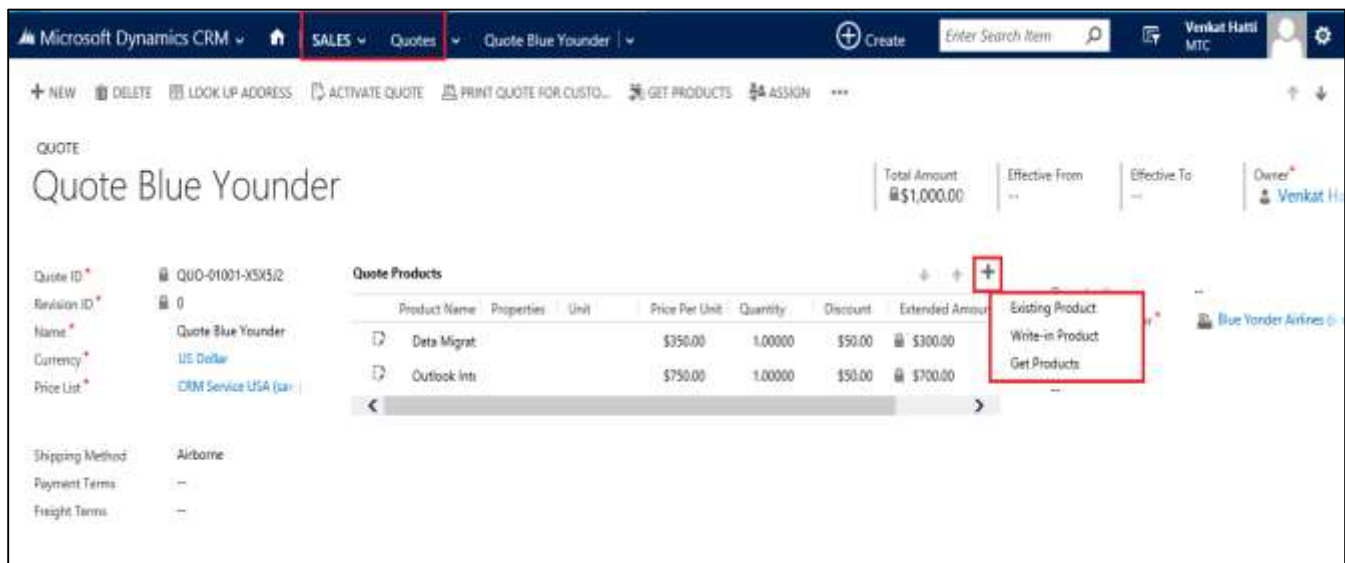 Microsoft Dynamics CRM SALES Quotes Quote Blue Younder Create Enter Search Item Venkat Hatti
MTC
NEW DELETE LOOK UP ADDRESS ACTIVATE QUOTE PRINT QUOTE FOR CUSTO... GET PRODUCTS ASSIGN ...
QUOTE
Quote Blue Younder
Total Amount Effective From Effective To Owner*
$1,000.00 -- -- Venkat
Quote ID* QUO-01001-X5X5J2 Quote Products
Revision ID* 0
Product Name Properties Unit Price Per Unit Quantity Discount Extended Amoun
Existing Product
Name* Quote Blue Younder Data Migrat $350.00 1.00000 $50.00 $300.00 Write-in Product Blue Yonder Airlines
Currency* US Dollar
Get Products
Price List* CRM Service USA (sa Outlook Inte $750.00 1.00000 $50.00 $700.00
Shipping Method Airborne
Payment Terms --
Freight Terms --